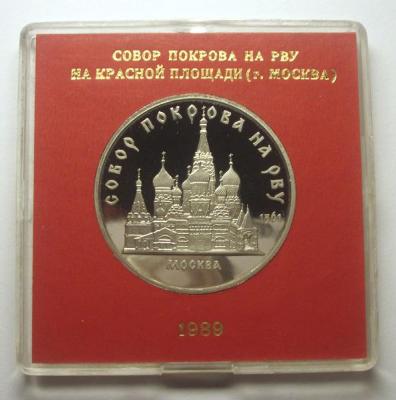 СОБОР ПОКРОВА НА РВУ
НА КРАСНОЙ ПЛОЩАДИ (г. МОСКВА)
СОБОР ПОКРОВА НА РВУ
1561
МОСКВА
1989